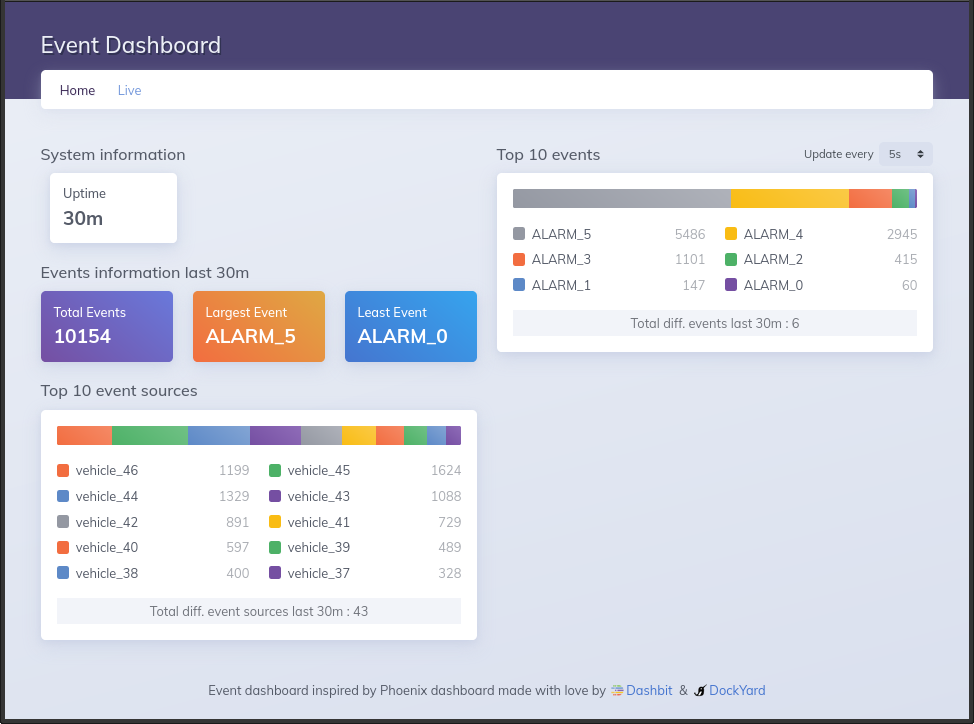 Event Dashboard
Home Live
System information
Uptime
30m
Events information last 30m
Total Events
10154
Largest Event
ALARM_5
Least Event
ALARM_0
Top 10 event sources
vehicle_46 1199 vehicle_45 1624
vehicle_44 1329 vehicle_43 1088
vehicle_42 891 vehicle_41 729
vehicle_40 597 vehicle_39 489
vehicle_38 400 vehicle_37 328
Total diff. event sources last 30m : 43
Top 10 events Update every 5s
ALARM_5 5486 ALARM_4 2945
ALARM_3 1101 ALARM_2 415
ALARM_1 147 ALARM_0 60
Total diff. events last 30m : 6
Event dashboard inspired by Phoenix dashboard made with love by Dashbit & DockYard